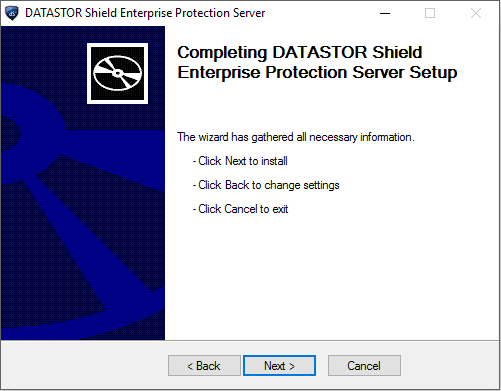 DATASTOR Shield Enterprise Protection Server
Completing DATASTOR Shield
Enterprise Protection Server Setup
The wizard has gathered all necessary information.
- Click Next to install
- Click Back to change settings
- Click Cancel to exit
< Back
Next >
Cancel